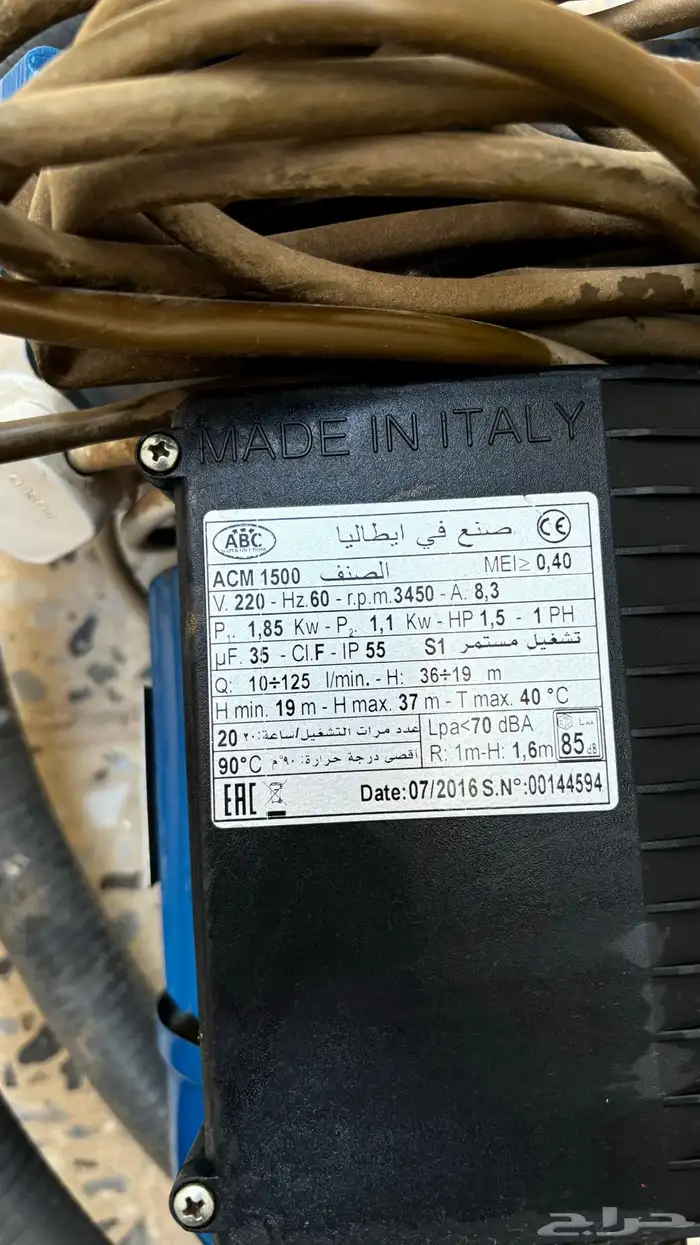 MADE IN ITALY
ABC صنع في ايطاليا CE
ACM 1500 الصنف MEI≥ 0,40
V. 220 - Hz.60 - r.p.m.3450 - A. 8,3
P₁. 1,85 Kw - P₂. 1,1 Kw - HP 1,5 - 1 PH
µF. 35 - Cl.F - IP 55 S1 تشغيل مستمر
Q: 10÷125 l/min. - H: 36÷19 m
H min. 19 m - H max. 37 m - T max. 40 °C
20 عدد مرات التشغيل/ساعة: ٢٠ Lpa<70 dBA
90°C أقصى درجة حرارة: ٩٠°م R: 1m-H: 1,6m 85 dB
EAC Date:07/2016 S.N°:00144594
حراج